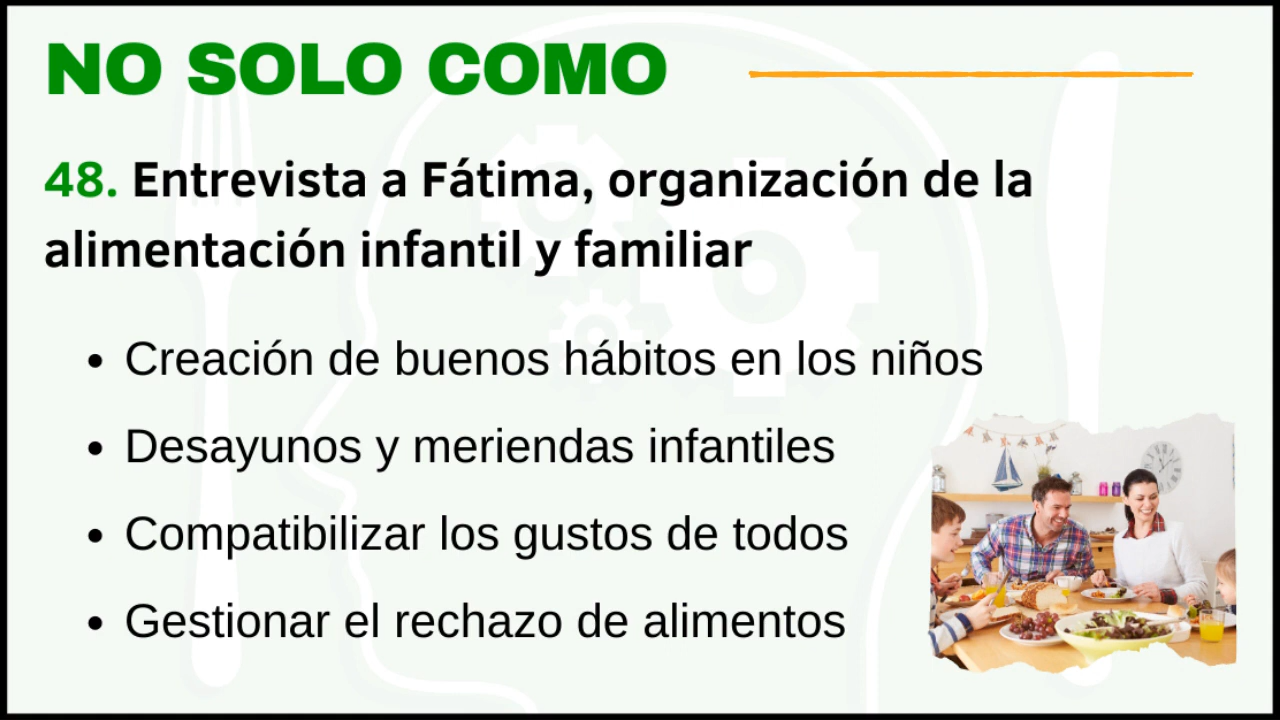 NO SOLO COMO
48. Entrevista a Fátima, organización de la
alimentación infantil y familiar
• Creación de buenos hábitos en los niños
• Desayunos y meriendas infantiles
• Compatibilizar los gustos de todos
• Gestionar el rechazo de alimentos